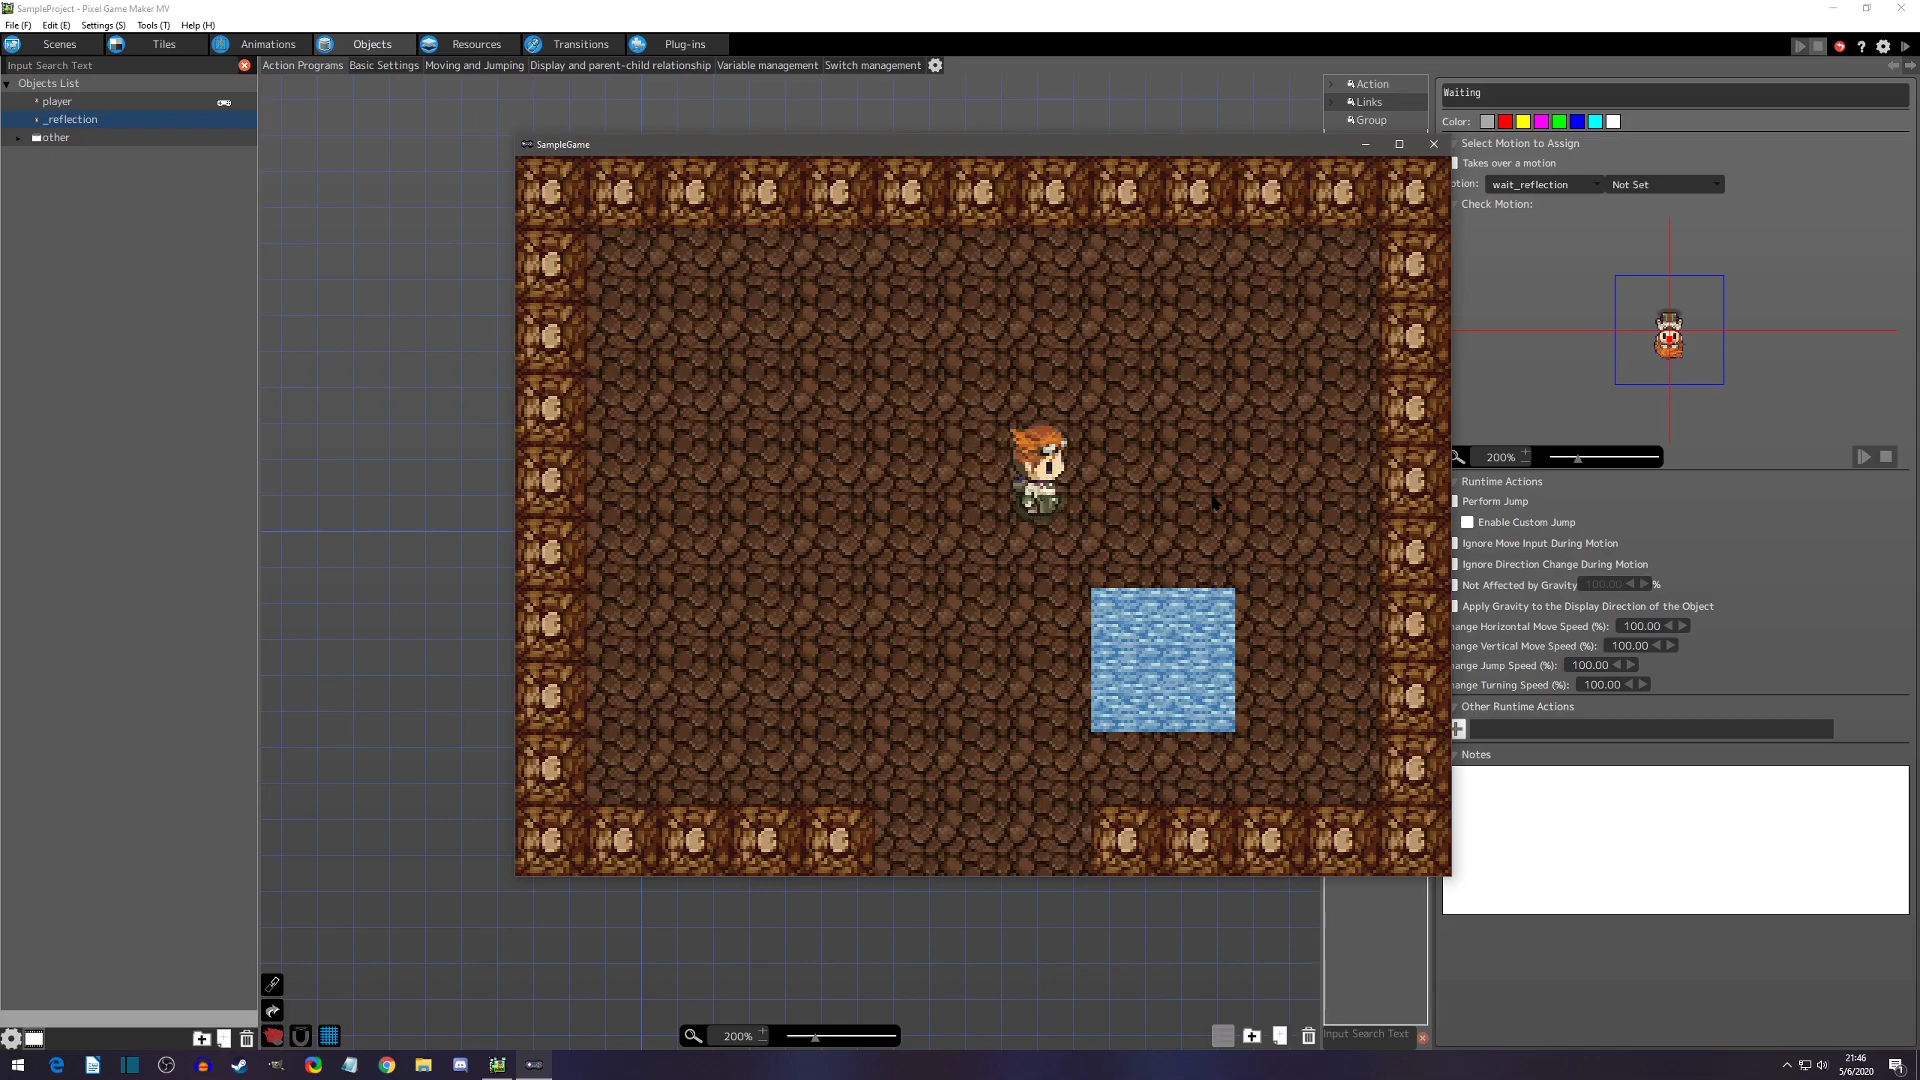 SampleProject - Pixel Game Maker MV
File (F) Edit (E) Settings (S) Tools (T) Help (H)
Scenes Tiles Animations Objects Resources Transitions Plug-ins
Input Search Text
Action Programs Basic Settings Moving and Jumping Display and parent-child relationship Variable management Switch management
Objects List
player
_reflection
other
Action
Links
Group
SampleGame
Waiting
Color:
Select Motion to Assign
Takes over a motion
otion: wait_reflection Not Set
Check Motion:
200%
Runtime Actions
Perform Jump
Enable Custom Jump
Ignore Move Input During Motion
Ignore Direction Change During Motion
Not Affected by Gravity 100.00 %
Apply Gravity to the Display Direction of the Object
hange Horizontal Move Speed (%): 100.00
hange Vertical Move Speed (%): 100.00
hange Jump Speed (%): 100.00
hange Turning Speed (%): 100.00
Other Runtime Actions
Notes
200%
Input Search Text
21:46
5/6/2020